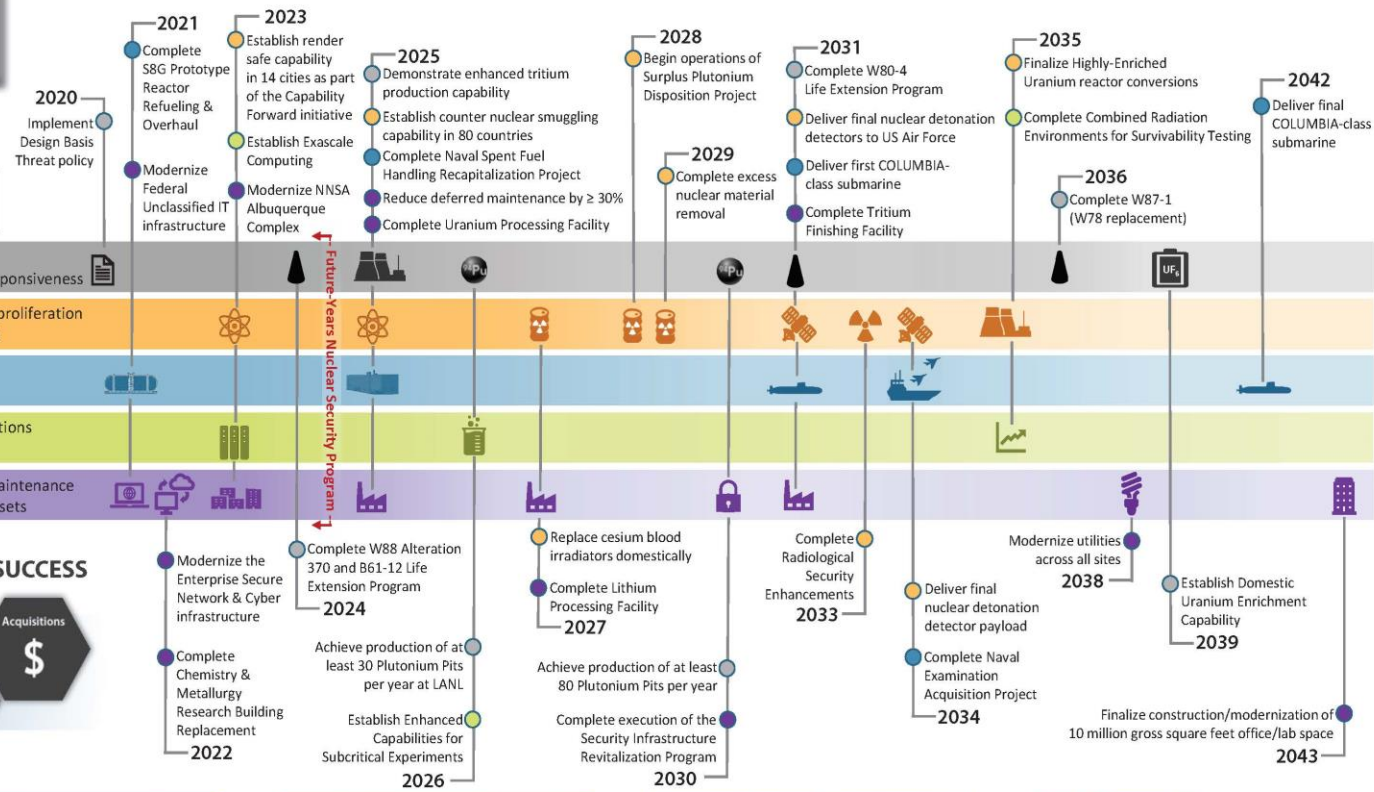 2020
Implement
Design Basis
Threat policy
2021
Complete
S8G Prototype
Reactor
Refueling &
Overhaul
Modernize
Federal
Unclassified IT
infrastructure
2023
Establish render
safe capability
in 14 cities as part
of the Capability
Forward initiative
Establish Exascale
Computing
Modernize NNSA
Albuquerque
Complex
2025
Demonstrate enhanced tritium
production capability
Establish counter nuclear smuggling
capability in 80 countries
Complete Naval Spent Fuel
Handling Recapitalization Project
Reduce deferred maintenance by ≥ 30%
Complete Uranium Processing Facility
2028
Begin operations of
Surplus Plutonium
Disposition Project
2029
Complete excess
nuclear material
removal
2031
Complete W80-4
Life Extension Program
Deliver final nuclear detonation
detectors to US Air Force
Deliver first COLUMBIA-
class submarine
Complete Tritium
Finishing Facility
2035
Finalize Highly-Enriched
Uranium reactor conversions
Complete Combined Radiation
Environments for Survivability Testing
2036
Complete W87-1
(W78 replacement)
2042
Deliver final
COLUMBIA-class
submarine
ponsiveness
proliferation
tions
aintenance
sets
Future-Years Nuclear Security Program
94Pu
94Pu
UF6
SUCCESS
Acquisitions
$
Modernize the
Enterprise Secure
Network & Cyber
infrastructure
Complete
Chemistry &
Metallurgy
Research Building
Replacement
2022
Complete W88 Alteration
370 and B61-12 Life
Extension Program
2024
Achieve production of at
least 30 Plutonium Pits
per year at LANL
Establish Enhanced
Capabilities for
Subcritical Experiments
2026
Replace cesium blood
irradiators domestically
Complete Lithium
Processing Facility
2027
Achieve production of at least
80 Plutonium Pits per year
Complete execution of the
Security Infrastructure
Revitalization Program
2030
Complete
Radiological
Security
Enhancements
2033
Deliver final
nuclear detonation
detector payload
Complete Naval
Examination
Acquisition Project
2034
Modernize utilities
across all sites
2038
Establish Domestic
Uranium Enrichment
Capability
2039
Finalize construction/modernization of
10 million gross square feet office/lab space
2043